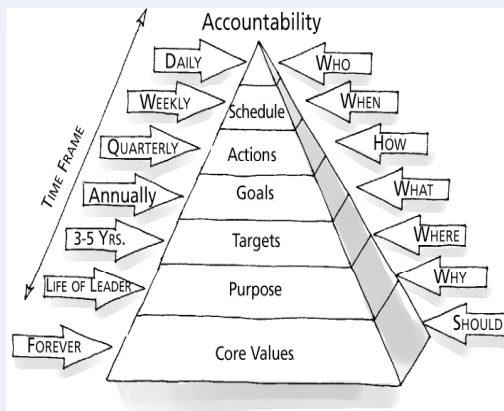 Accountability
DAILY
WHO
WEEKLY
Schedule
WHEN
QUARTERLY
Actions
HOW
Annually
Goals
WHAT
3-5 YRS.
Targets
WHERE
LIFE OF LEADER
Purpose
WHY
FOREVER
Core Values
SHOULD
TIME FRAME